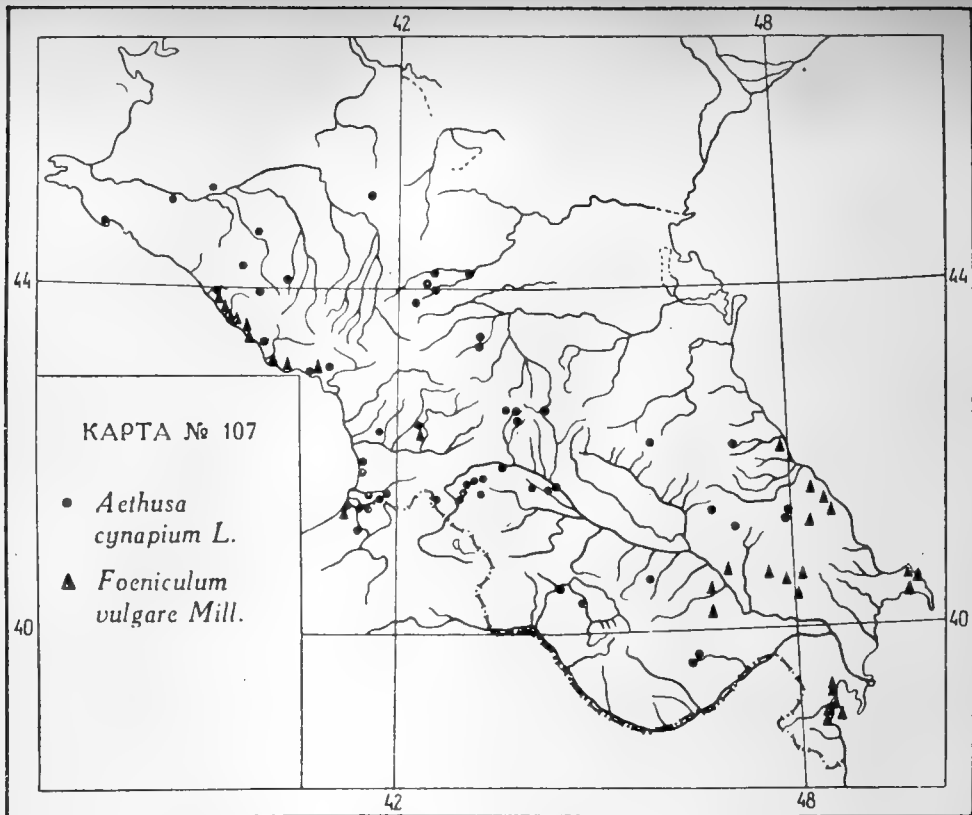 42 48
44 44
КАРТА № 107
Aethusa
cynapium L.
Foeniculum
vulgare Mill.
40 40
42 48